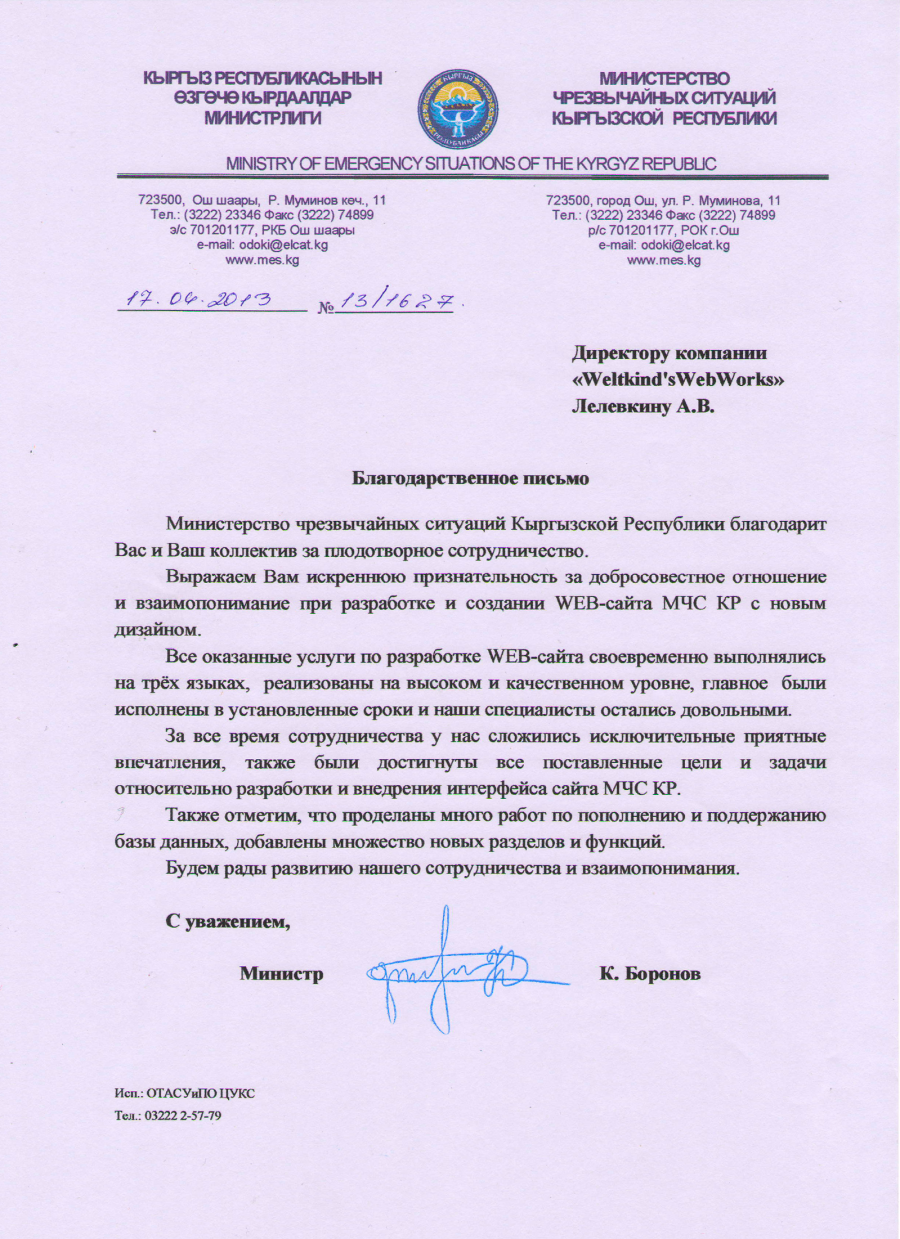 КЫРГЫЗ РЕСПУБЛИКАСЫНЫН
ӨЗГӨЧӨ КЫРДААЛДАР
МИНИСТРЛИГИ
КЫРГЫЗ
РЕСПУБЛИКАСЫ
МИНИСТЕРСТВО
ЧРЕЗВЫЧАЙНЫХ СИТУАЦИЙ
КЫРГЫЗСКОЙ РЕСПУБЛИКИ
MINISTRY OF EMERGENCY SITUATIONS OF THE KYRGYZ REPUBLIC
723500, Ош шаары, Р. Муминов кеч., 11
Тел.: (3222) 23346 Факс (3222) 74899
э/с 701201177, РКБ Ош шаары
e-mail: odoki@elcat.kg
www.mes.kg
723500, город Ош, ул. Р. Муминова, 11
Тел.: (3222) 23346 Факс (3222) 74899
р/с 701201177, РОК г.Ош
e-mail: odoki@elcat.kg
www.mes.kg
17.06.2013 № 13/1627.
Директору компании
«Weltkind'sWebWorks»
Лелевкину А.В.
Благодарственное письмо
Министерство чрезвычайных ситуаций Кыргызской Республики благодарит
Вас и Ваш коллектив за плодотворное сотрудничество.
Выражаем Вам искреннюю признательность за добросовестное отношение
и взаимопонимание при разработке и создании WEB-сайта МЧС КР с новым
дизайном.
Все оказанные услуги по разработке WEB-сайта своевременно выполнялись
на трёх языках, реализованы на высоком и качественном уровне, главное были
исполнены в установленные сроки и наши специалисты остались довольными.
За все время сотрудничества у нас сложились исключительные приятные
впечатления, также были достигнуты все поставленные цели и задачи
относительно разработки и внедрения интерфейса сайта МЧС КР.
Также отметим, что проделаны много работ по пополнению и поддержанию
базы данных, добавлены множество новых разделов и функций.
Будем рады развитию нашего сотрудничества и взаимопонимания.
С уважением,
Министр К. Боронов
Исп.: ОТАСУиПО ЦУКС
Тел.: 03222 2-57-79